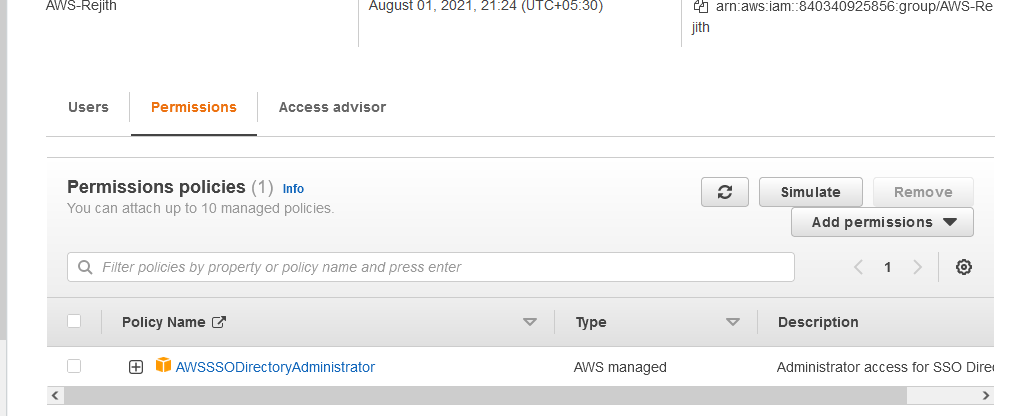 AWS-Rejith August 01, 2021, 21:24 (UTC+05:30) arn:aws:iam::840340925856:group/AWS-Re
jith
Users Permissions Access advisor
Permissions policies (1) Info
You can attach up to 10 managed policies.
Simulate Remove
Add permissions
Filter policies by property or policy name and press enter
1
Policy Name Type Description
AWSSSODirectoryAdministrator AWS managed Administrator access for SSO Dire